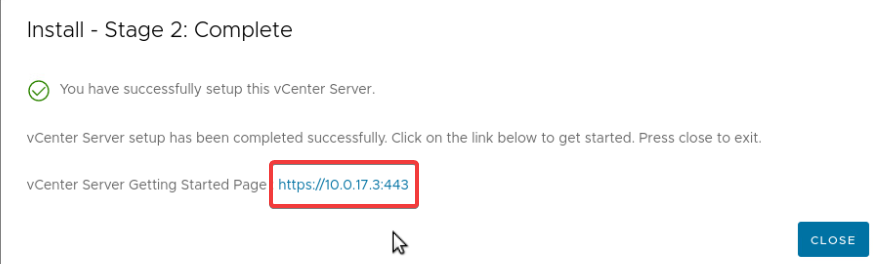 Install - Stage 2: Complete
You have successfully setup this vCenter Server.
vCenter Server setup has been completed successfully. Click on the link below to get started. Press close to exit.
vCenter Server Getting Started Page : https://10.0.17.3:443
CLOSE